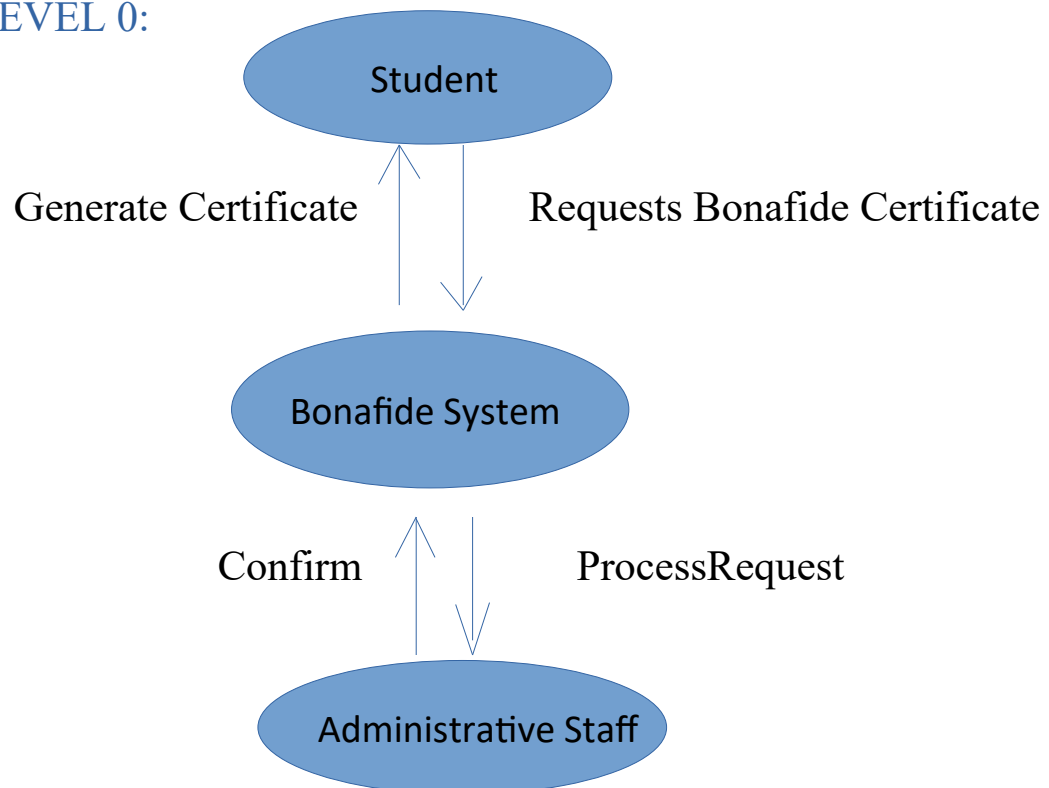 EVEL 0:
Student
Generate Certificate
Requests Bonafide Certificate
Bonafide System
Confirm
ProcessRequest
Administrative Staff